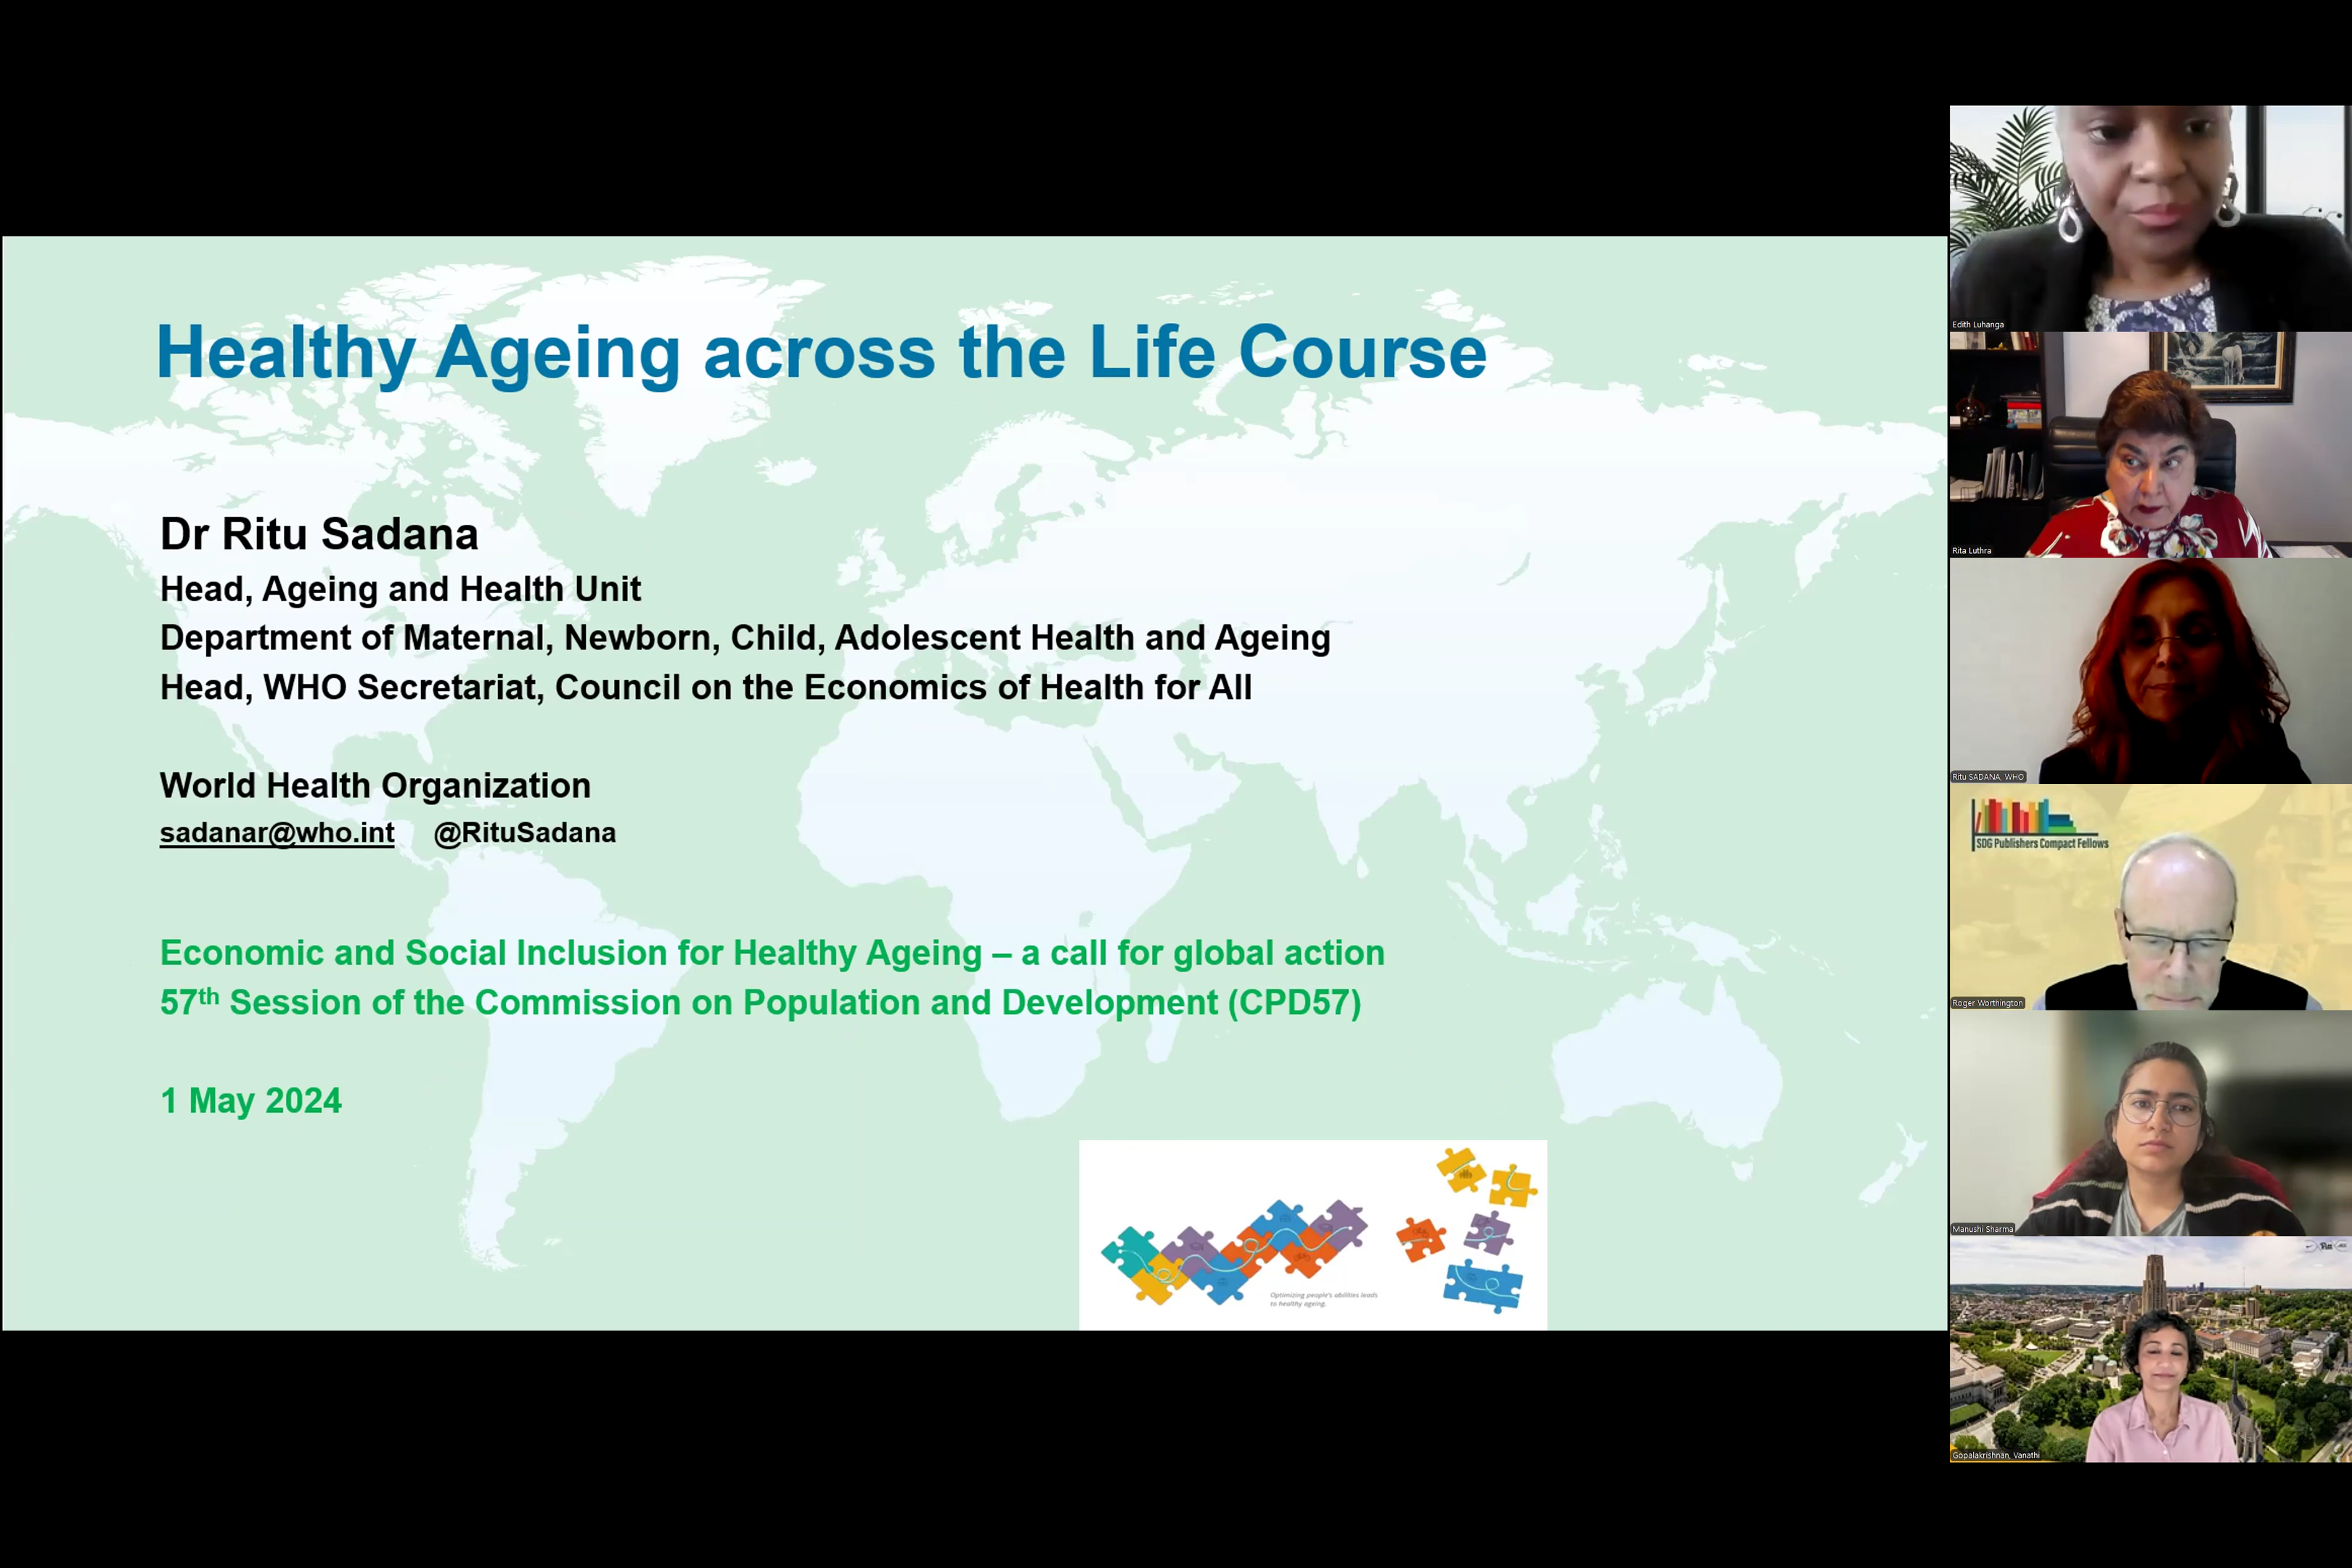 Healthy Ageing across the Life Course
Dr Ritu Sadana
Head, Ageing and Health Unit
Department of Maternal, Newborn, Child, Adolescent Health and Ageing
Head, WHO Secretariat, Council on the Economics of Health for All
World Health Organization
sadanar@who.int @RituSadana
Economic and Social Inclusion for Healthy Ageing – a call for global action
57th Session of the Commission on Population and Development (CPD57)
1 May 2024
Optimizing people's abilities leads
to healthy ageing.
Edith Luhanga
Rita Luthra
Ritu SADANA, WHO
SDG Publishers Compact Fellows
Roger Worthington
Manushi Sharma
Pitt
Gopalakrishnan, Vanathi